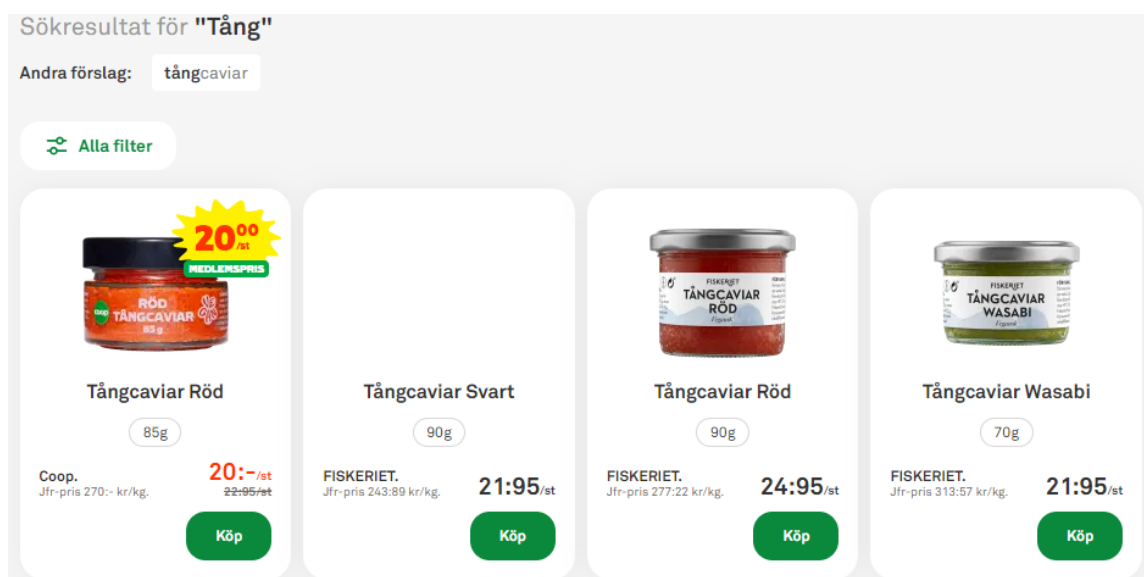 Sökresultat för "Tång"
Andra förslag: tångcaviar
Alla filter
20⁰⁰
/st
MEDLEMSPRIS
coop
RÖD
TÅNGCAVIAR
85 g
Tångcaviar Röd
85g
Coop.
Jfr-pris 270:- kr/kg.
20:-/st
22:95/st
Köp
Tångcaviar Svart
90g
FISKERIET.
Jfr-pris 243:89 kr/kg.
21:95/st
Köp
FISKERIET
TÅNGCAVIAR
RÖD
Vegansk
Tångcaviar Röd
90g
FISKERIET.
Jfr-pris 277:22 kr/kg.
24:95/st
Köp
FISKERIET
TÅNGCAVIAR
WASABI
Vegansk
Tångcaviar Wasabi
70g
FISKERIET.
Jfr-pris 313:57 kr/kg.
21:95/st
Köp